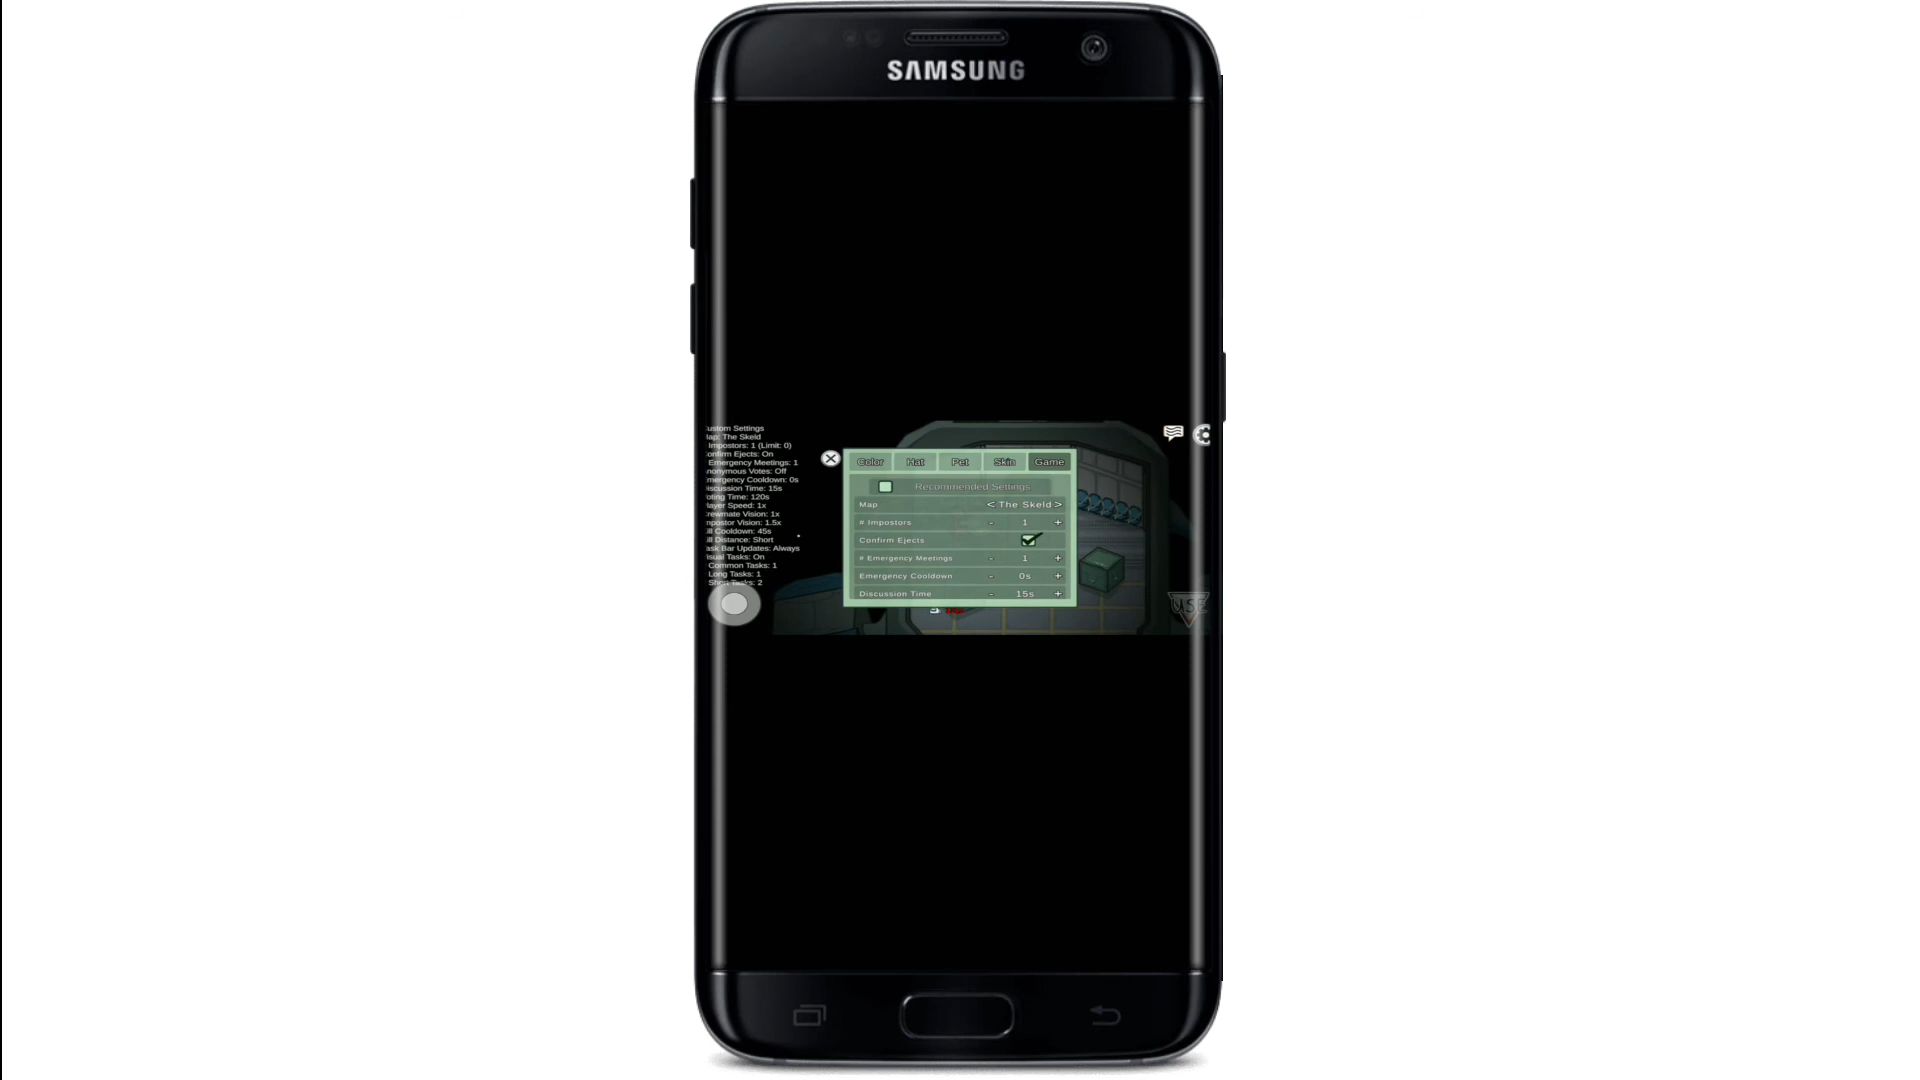 SAMSUNG
ustom Settings
ap: The Skeld
Impostors: 1 (Limit: 0)
onfirm Ejects: On
Emergency Meetings: 1
nonymous Votes: Off
mergency Cooldown: 0s
iscussion Time: 15s
oting Time: 120s
layer Speed: 1x
rewmate Vision: 1x
mpostor Vision: 1.5x
ill Cooldown: 45s
ill Distance: Short
ask Bar Updates: Always
isual Tasks: On
Common Tasks: 1
Long Tasks: 1
Short Tasks: 2
Color Hat Pet Skin Game
Recommended Settings
Map < The Skeld >
# Impostors - 1 +
Confirm Ejects
# Emergency Meetings - 1 +
Emergency Cooldown - 0s +
Discussion Time - 15s +
USE